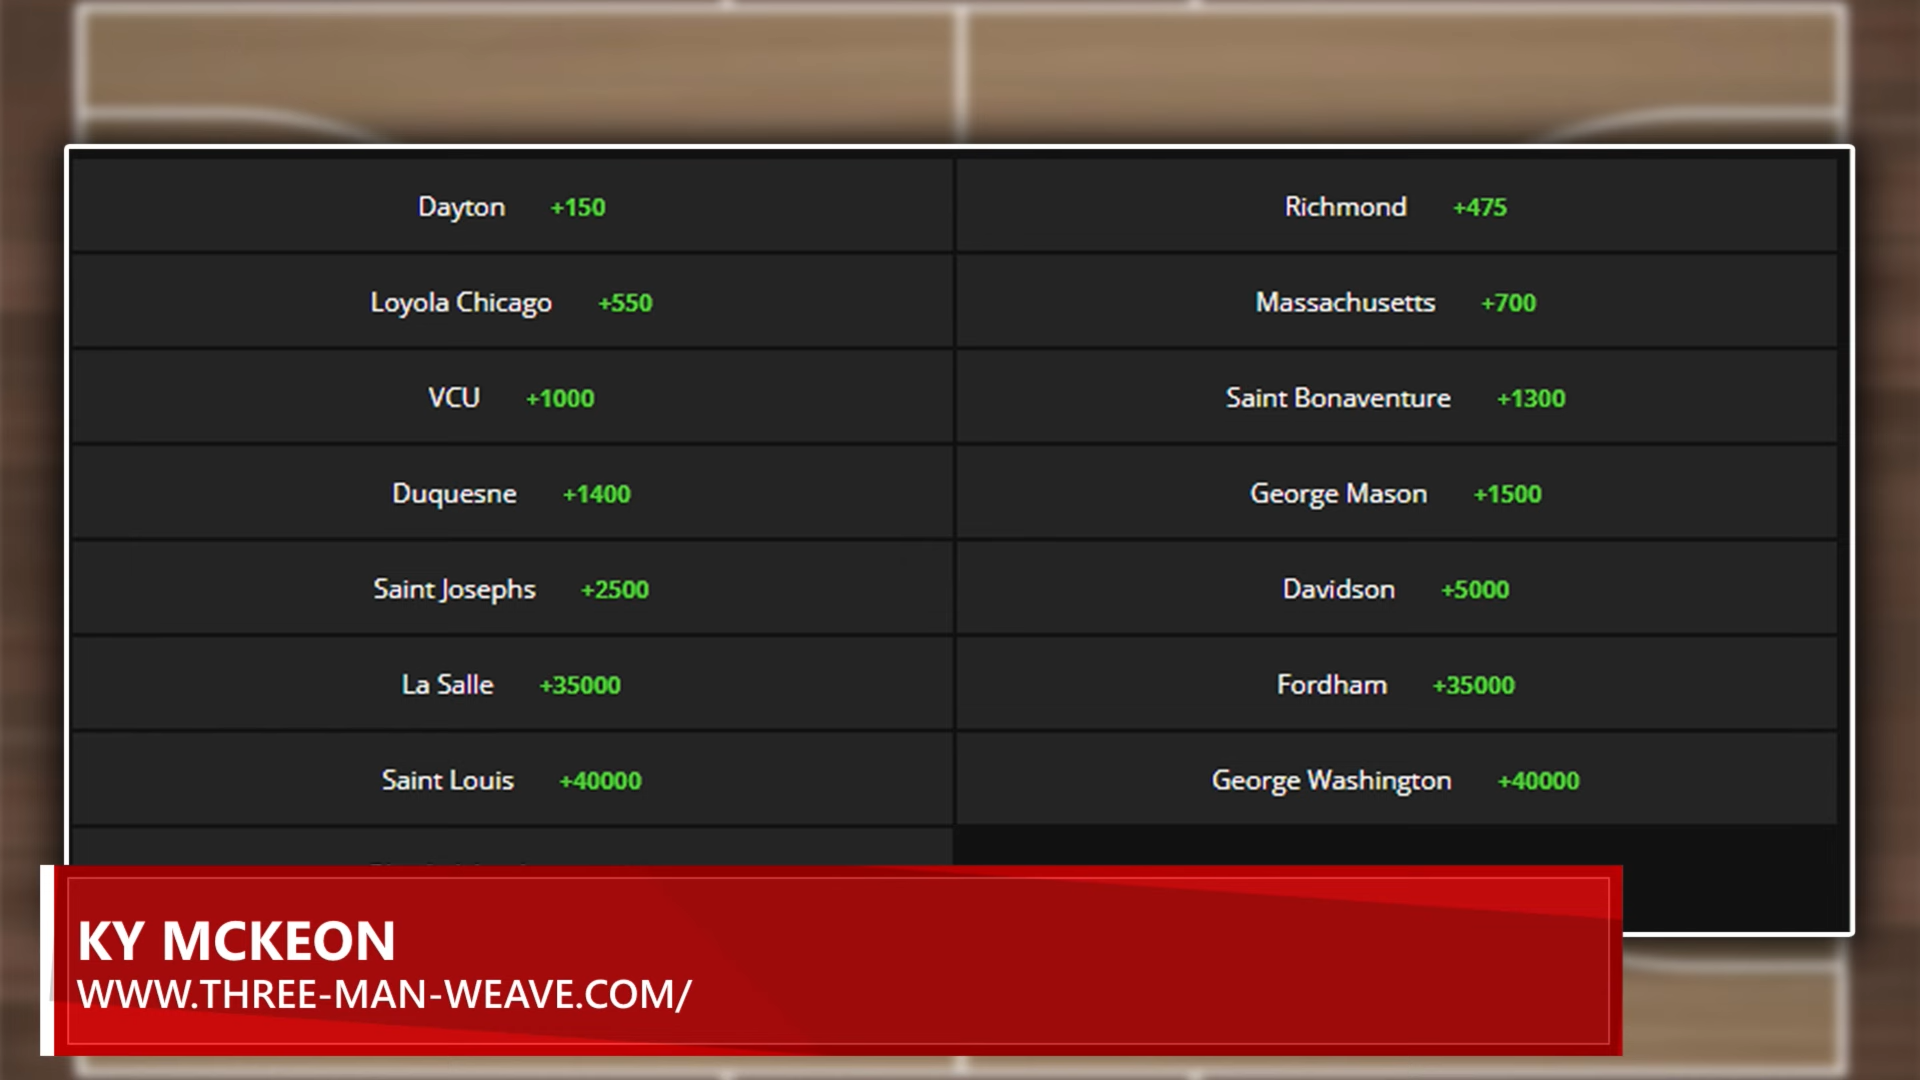 Dayton +150 Richmond +475
Loyola Chicago +550 Massachusetts +700
VCU +1000 Saint Bonaventure +1300
Duquesne +1400 George Mason +1500
Saint Josephs +2500 Davidson +5000
La Salle +35000 Fordham +35000
Saint Louis +40000 George Washington +40000
KY MCKEON
WWW.THREE-MAN-WEAVE.COM/